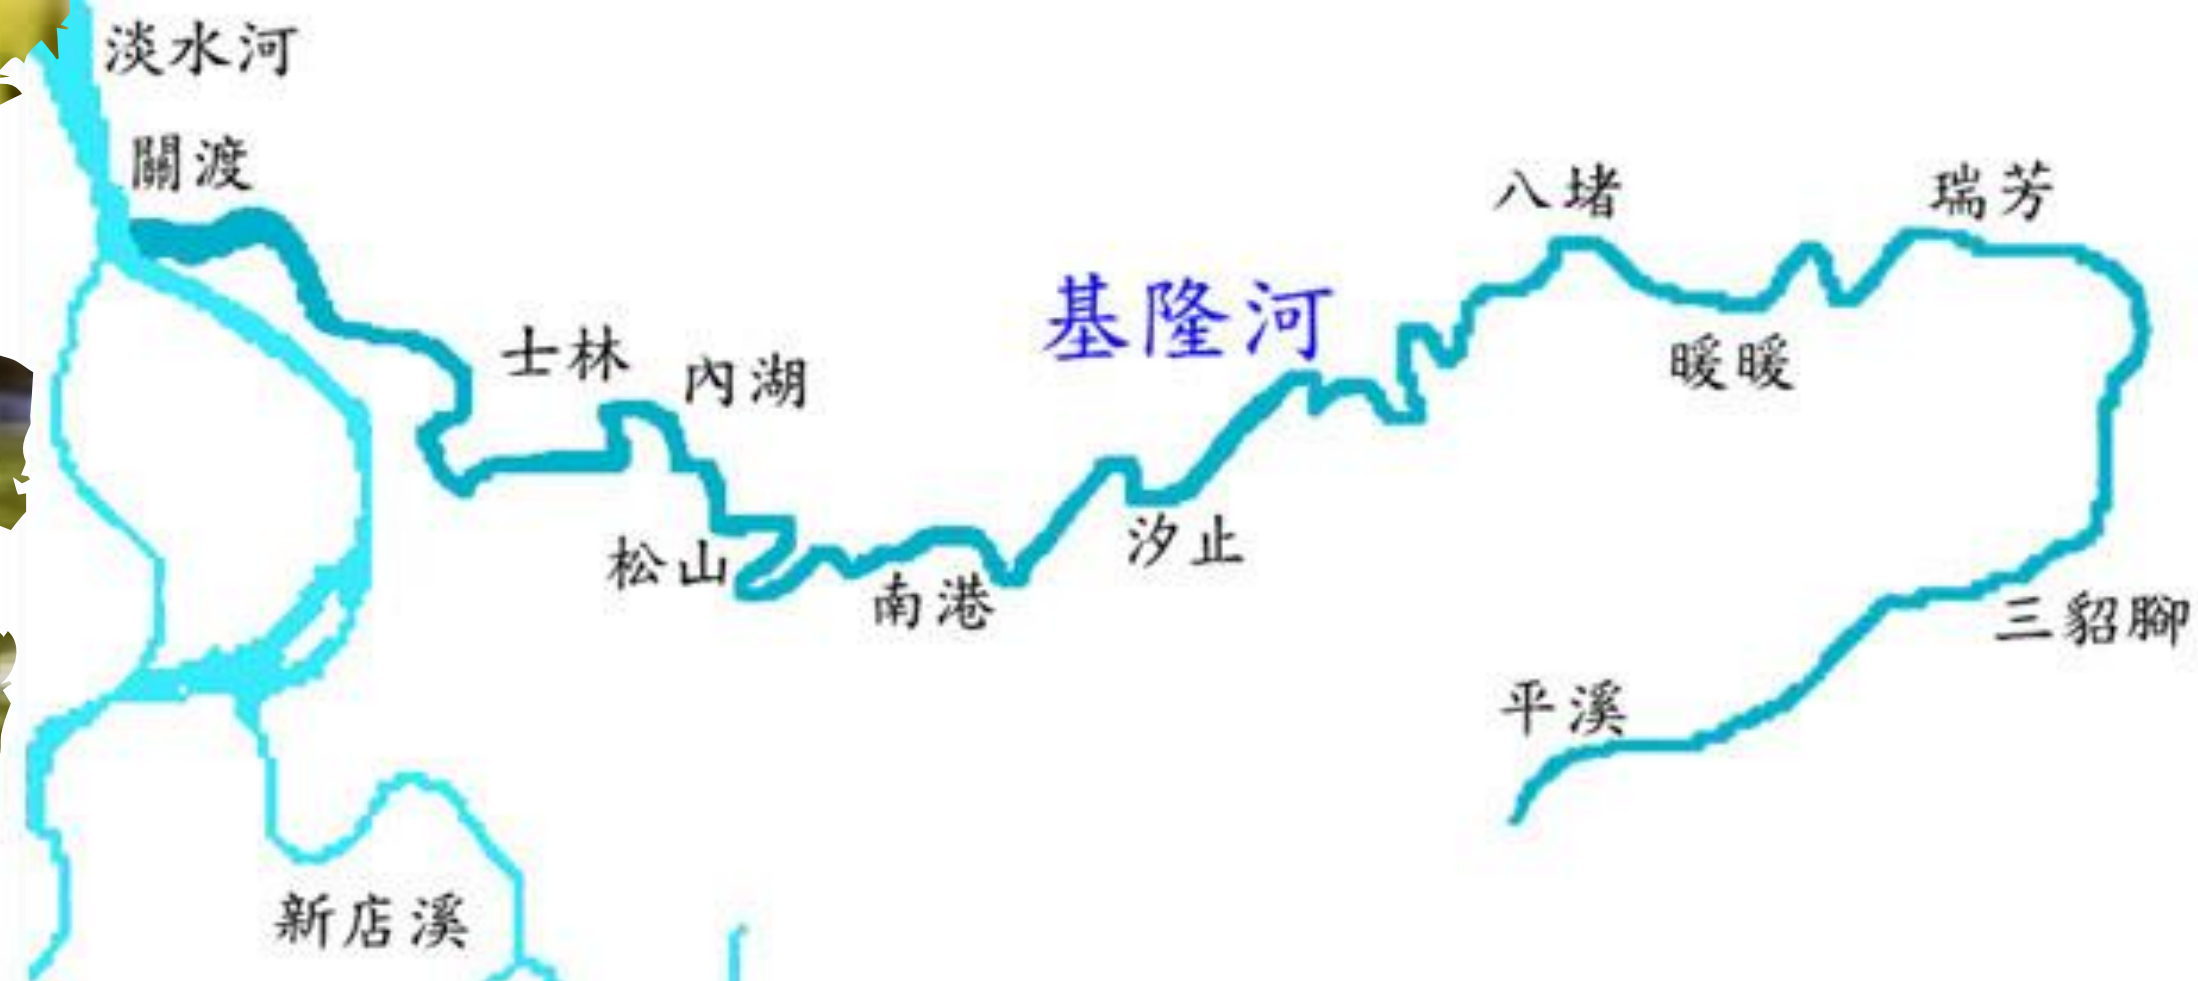 淡水河
關渡
八堵
瑞芳
基隆河
士林
內湖
暖暖
汐止
松山
南港
三貂腳
平溪
新店溪